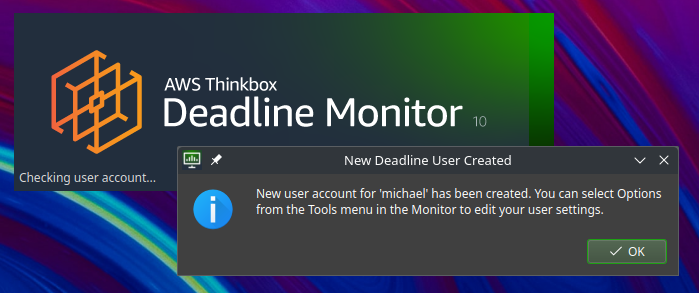 AWS Thinkbox
Deadline Monitor 10
Checking user account...
New Deadline User Created
New user account for 'michael' has been created. You can select Options
from the Tools menu in the Monitor to edit your user settings.
OK